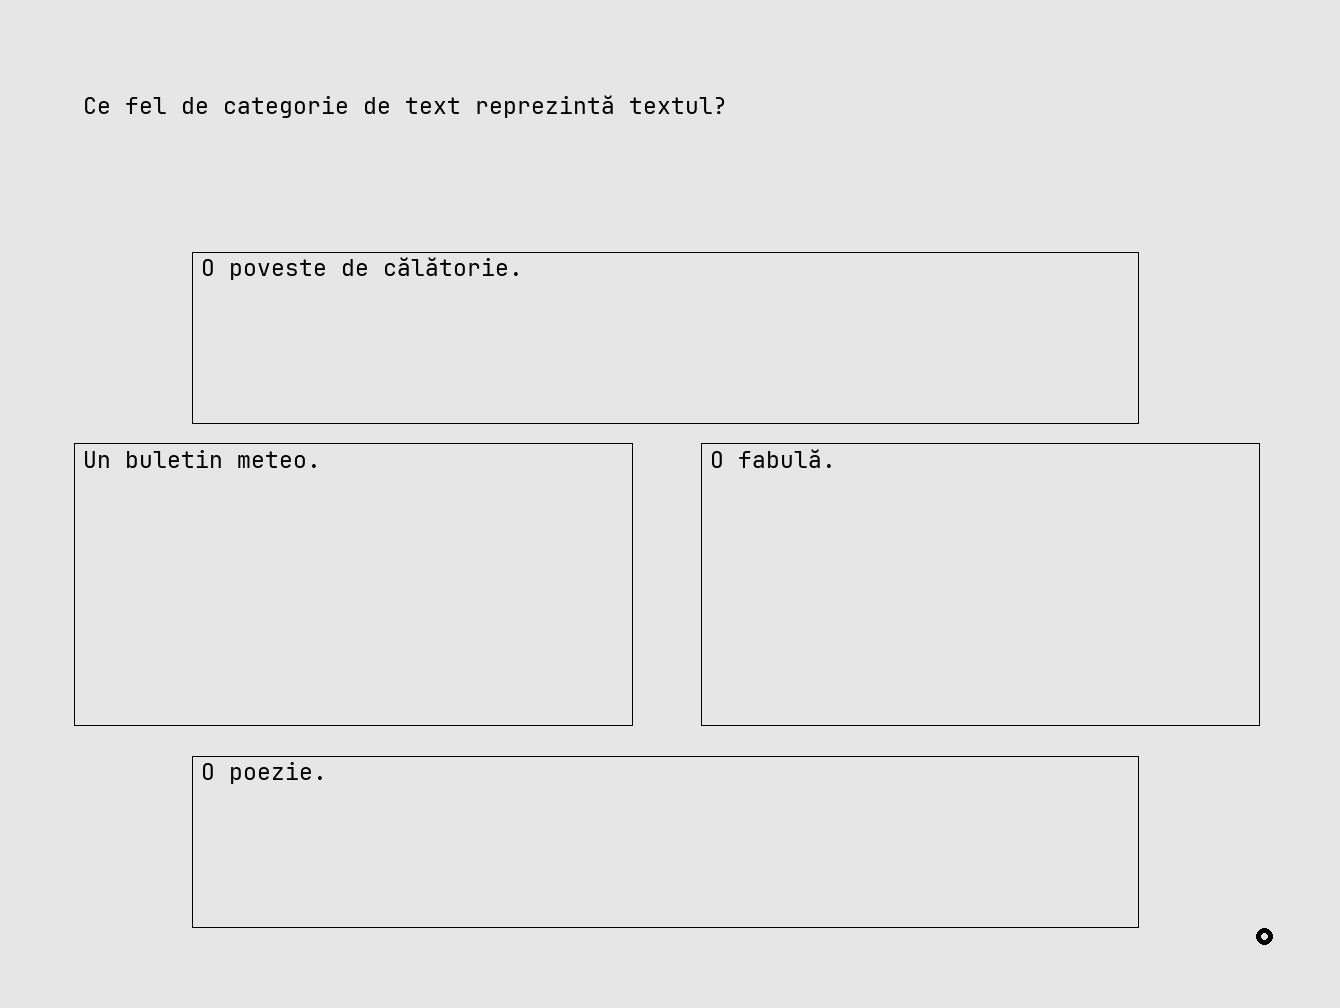 Ce fel de categorie de text reprezintă textul?
O poveste de călătorie.
Un buletin meteo.
O fabulă.
O poezie.